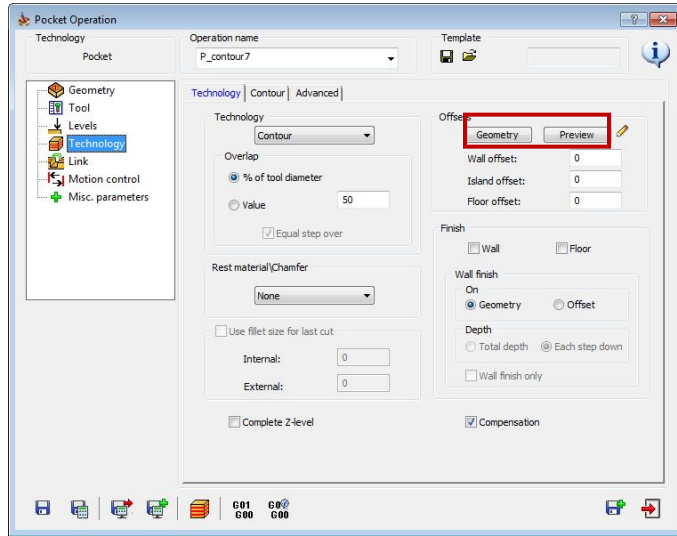 Pocket Operation
Technology
Pocket
Operation name
P_contour7
Template
Geometry
Tool
Levels
Technology
Link
Motion control
Misc. parameters
Technology Contour Advanced
Technology
Contour
Overlap
% of tool diameter
Value
50
Equal step over
Rest material\Chamfer
None
Use fillet size for last cut
Internal:
0
External:
0
Complete Z-level
Offsets
Geometry Preview
Wall offset:
0
Island offset:
0
Floor offset:
0
Finish
Wall Floor
Wall finish
On
Geometry Offset
Depth
Total depth Each step down
Wall finish only
Compensation
G01
G00
G00